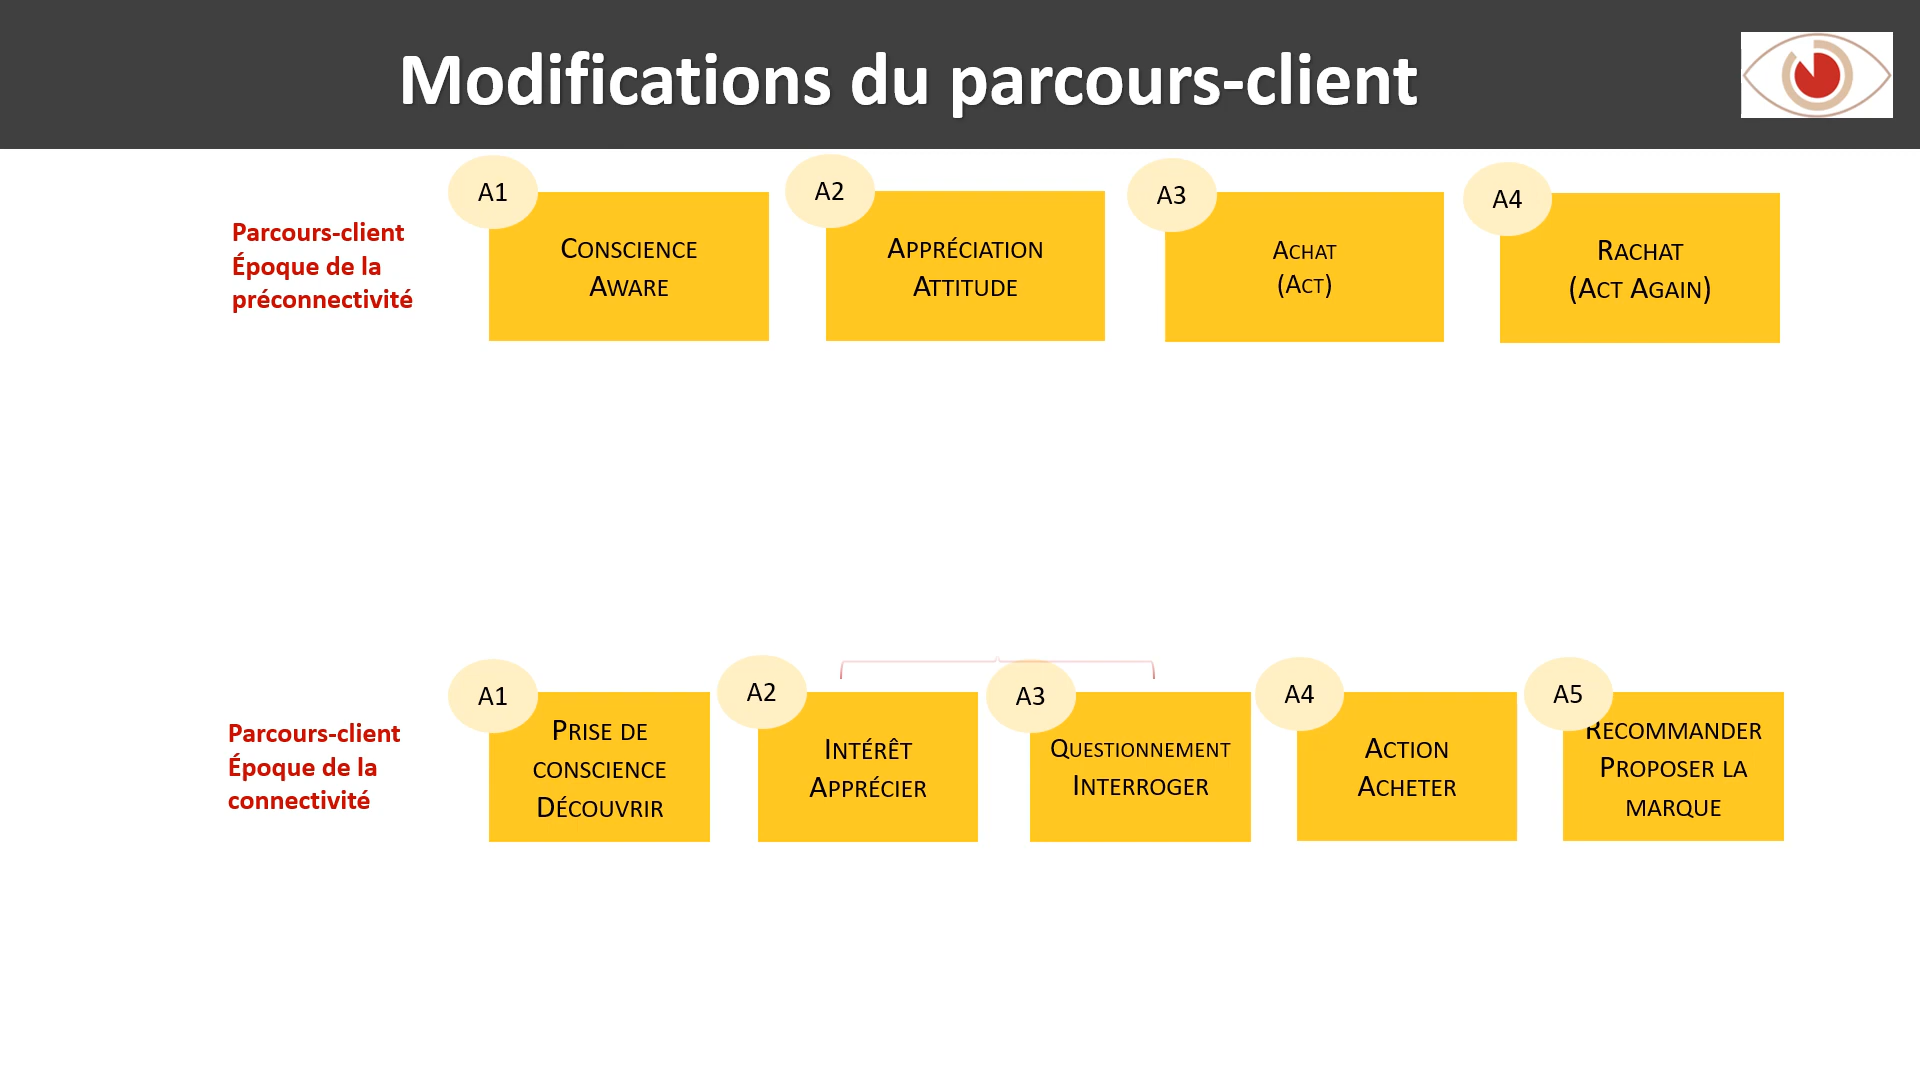 Modifications du parcours-client
Parcours-client
Époque de la
préconnectivité
A1
CONSCIENCE
AWARE
A2
APPRÉCIATION
ATTITUDE
A3
ACHAT
(ACT)
A4
RACHAT
(ACT AGAIN)
Parcours-client
Époque de la
connectivité
A1
PRISE DE
CONSCIENCE
DÉCOUVRIR
A2
INTÉRÊT
APPRÉCIER
A3
QUESTIONNEMENT
INTERROGER
A4
ACTION
ACHETER
A5
RECOMMANDER
PROPOSER LA
MARQUE